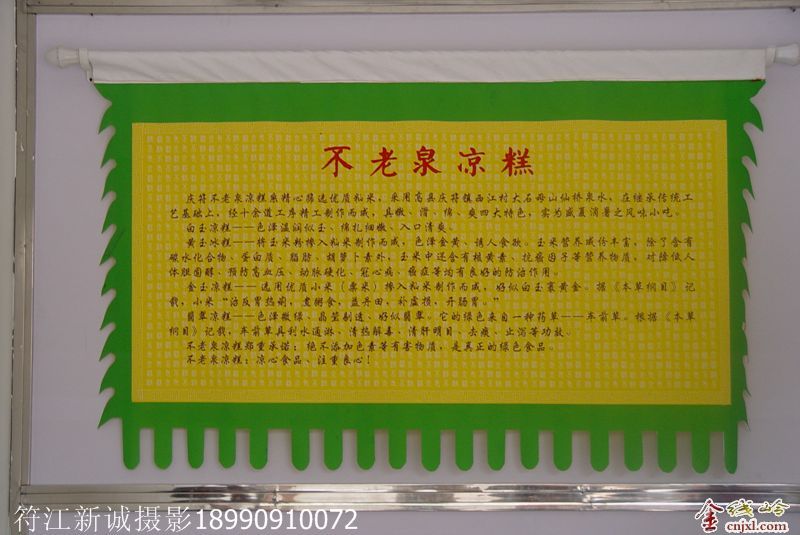 不老泉凉糕
庆符不老泉凉糕系精心筛选优质籼米，采用高县庆符镇西江村大石母山仙桥泉水，在继承传统工
艺基础上，经十余道工序精工制作而成，具嫩、滑、绵、爽四大特色，实为盛夏消暑之风味小吃。
白玉凉糕——色泽温润似玉、绵扎细嫩、入口清爽。
黄玉冰糕——将玉米粉掺入籼米制作而成，色泽金黄、诱人食欲。玉米营养成份丰富，除了含有
碳水化合物、蛋白质、脂肪、胡萝卜素外，玉米中还含有核黄素、抗癌因子等营养物质，对降低人
体胆固醇、预防高血压、动脉硬化、冠心病、癌症等均有良好的防治作用。
金玉凉糕——选用优质小米（粟米）掺入籼米制作而成，好似白玉裹黄金。据《本草纲目》记
载，小米“治反胃热痢，煮粥食，益丹田，补虚损，开肠胃。”
翡翠凉糕——色泽微绿、晶莹剔透、好似翡翠。它的绿色来自一种药草——车前草。根据《本草
纲目》记载，车前草具利水通淋、清热解毒、清肝明目、去痰、止泻等功效。
不老泉凉糕郑重承诺：绝不添加色素等有害物质，是真正的绿色食品。
不老泉凉糕：凉心食品、注重良心！
符江新诚摄影18990910072
金线岭
cnjxl.com